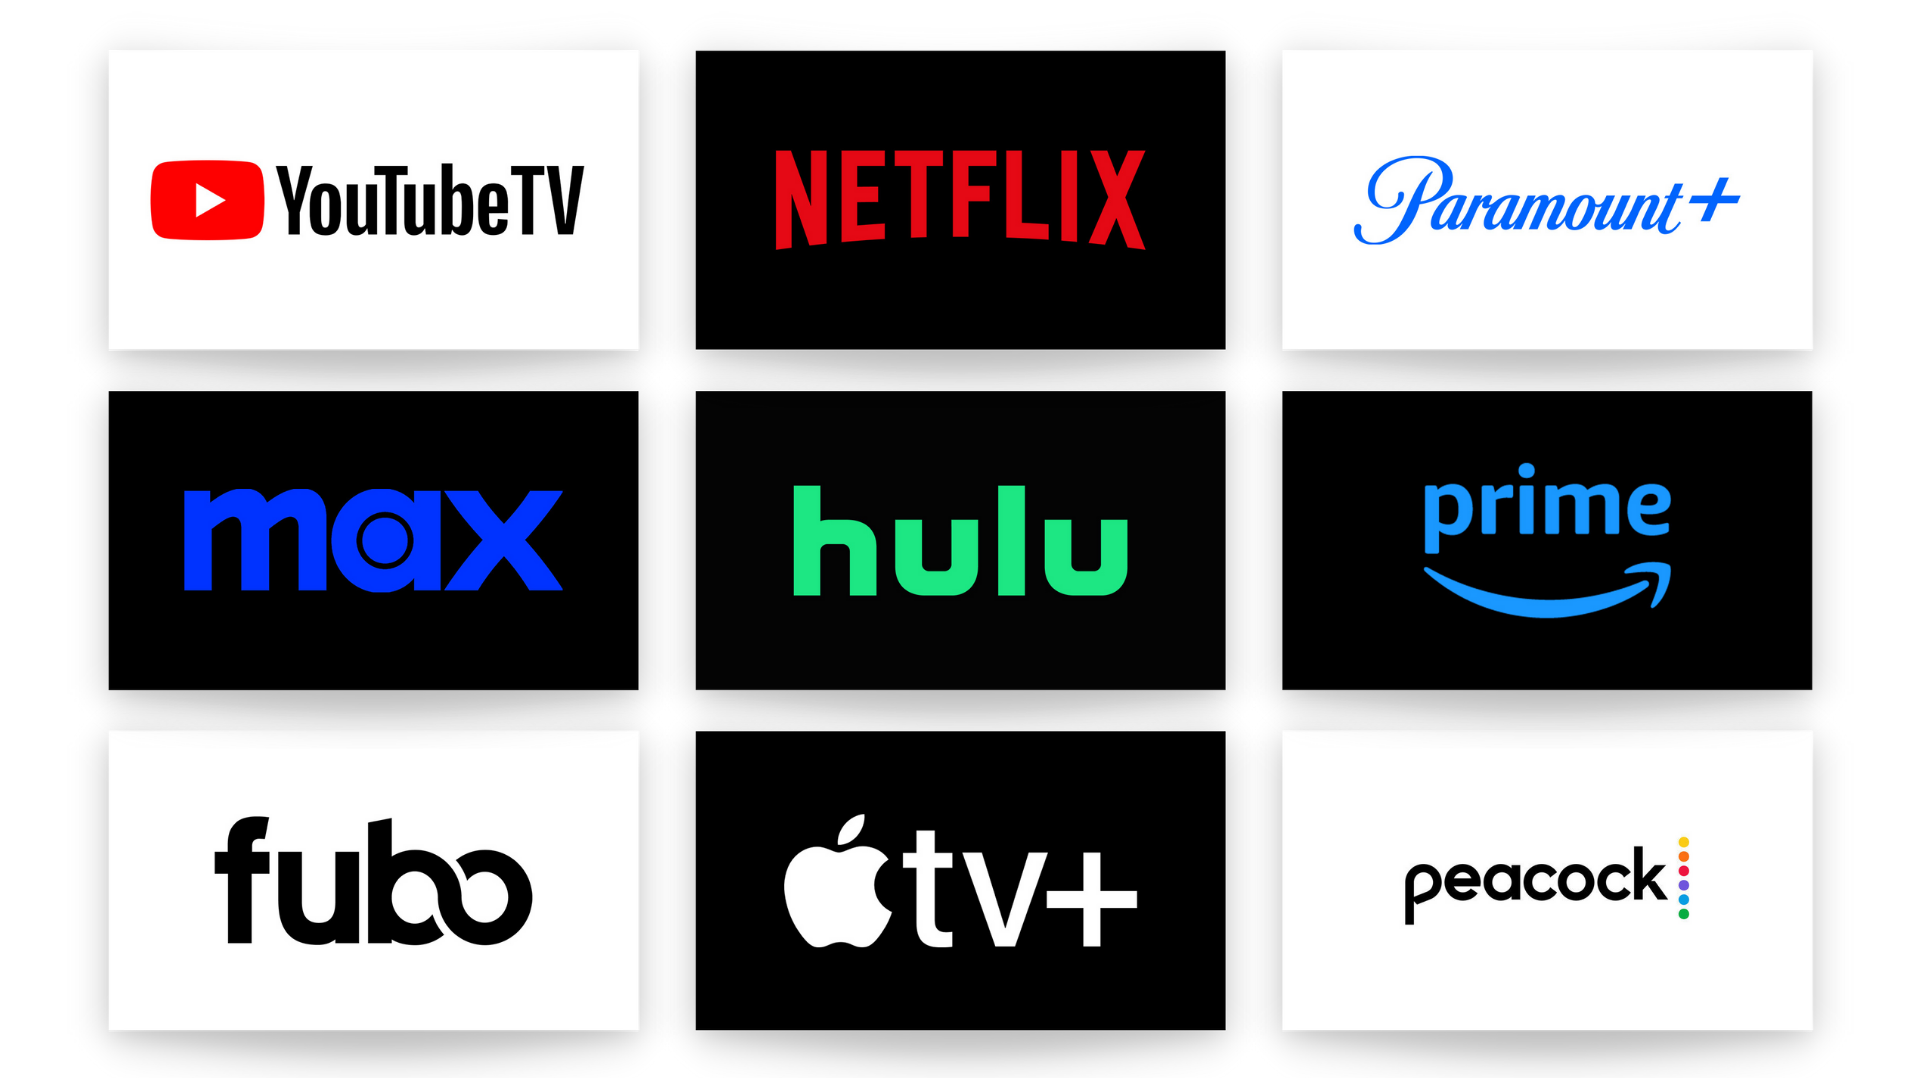 YouTubeTV
NETFLIX
Paramount+
max
hulu
prime
fubo
tv+
peacock